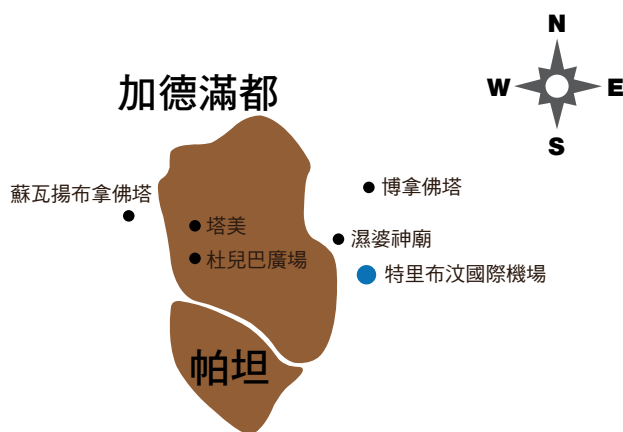 N
W
E
S
加德滿都
博拿佛塔
蘇瓦揚布拿佛塔
塔美
濕婆神廟
杜兒巴廣場
特里布汶國際機場
帕坦